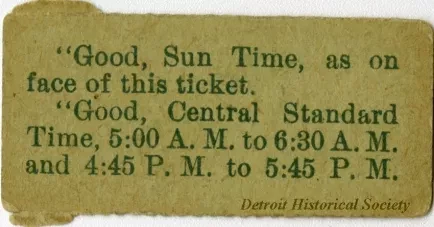 "Good, Sun Time, as on
face of this ticket.
"Good, Central Standard
Time, 5:00 A. M. to 6:30 A. M.
and 4:45 P. M. to 5:45 P. M.
Detroit Historical Society